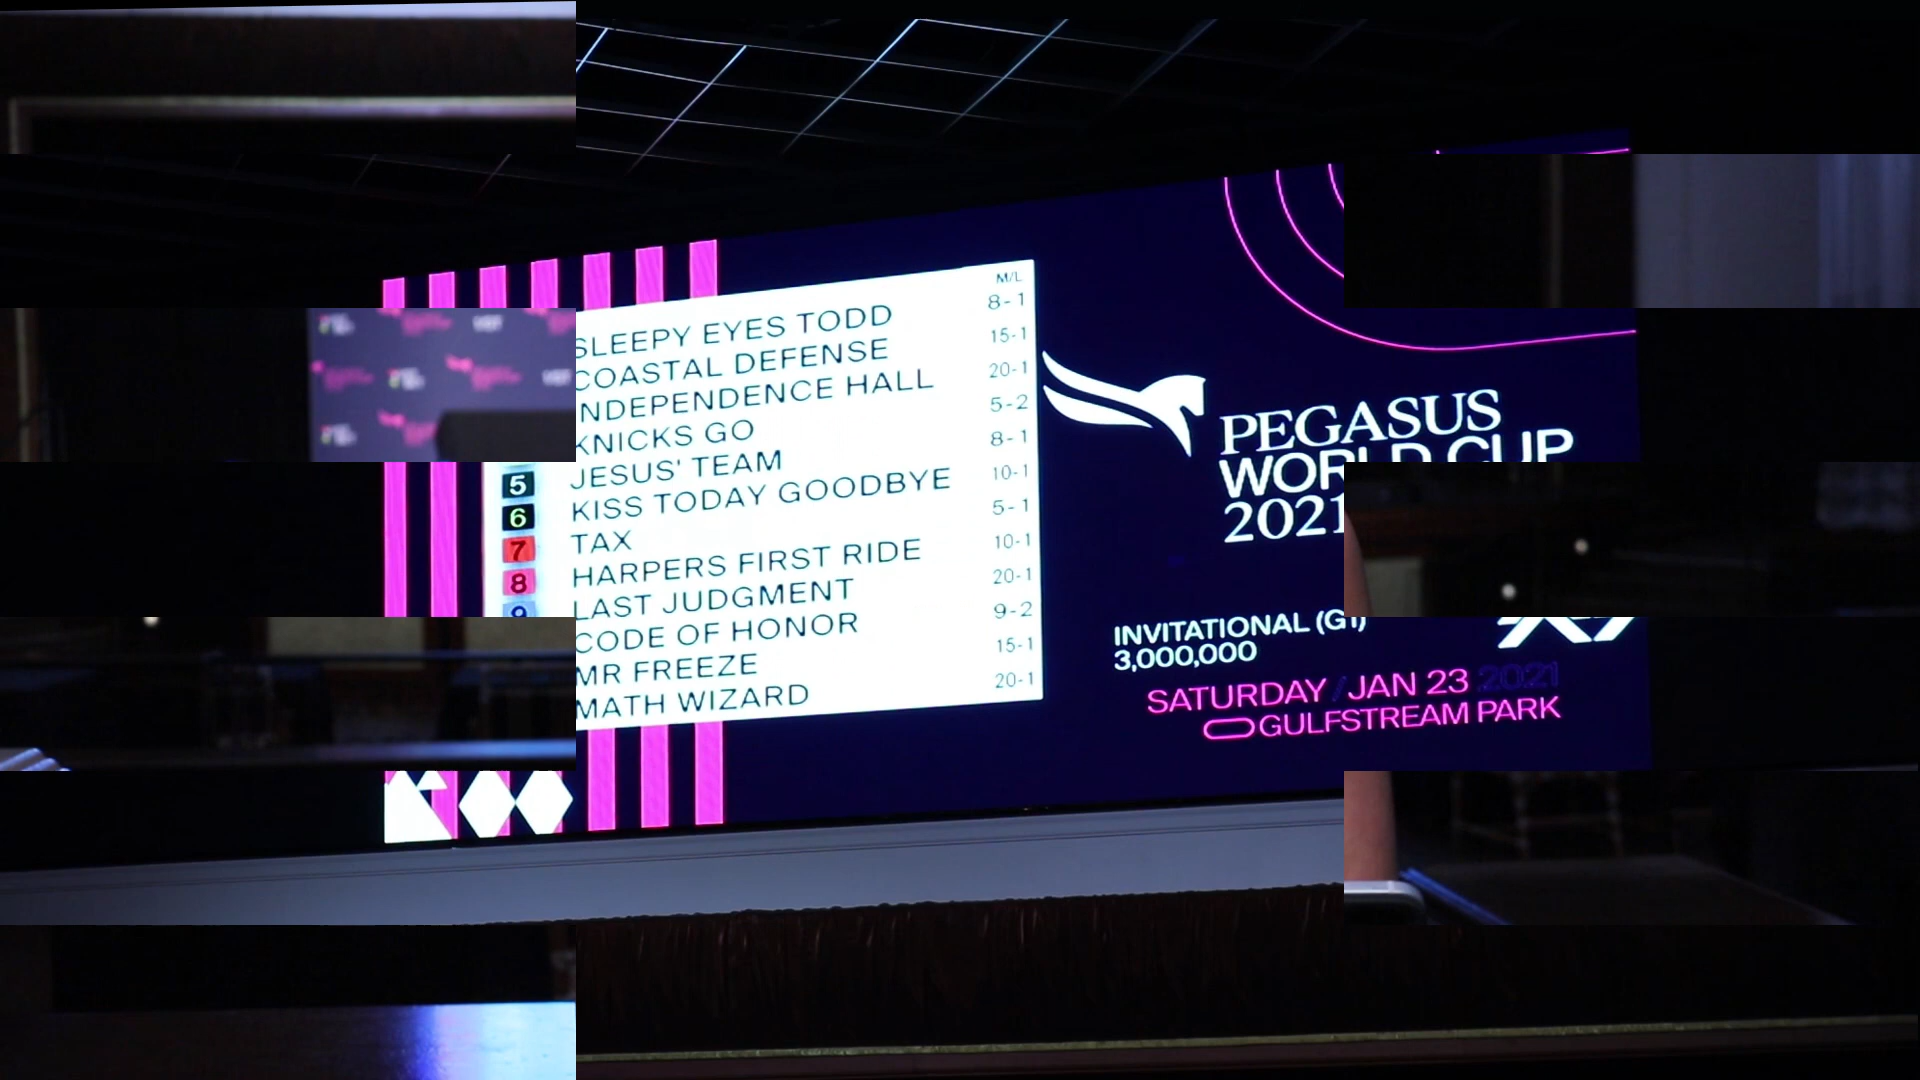 M/L
SLEEPY EYES TODD 8-1
COASTAL DEFENSE 15-1
NDEPENDENCE HALL 20-1
KNICKS GO 5-2
5 JESUS' TEAM 8-1
6 KISS TODAY GOODBYE 10-1
7 TAX 5-1
8 HARPERS FIRST RIDE 10-1
9 LAST JUDGMENT 20-1
CODE OF HONOR 9-2
MR FREEZE 15-1
MATH WIZARD 20-1
PEGASUS
WORLD CUP
2021
INVITATIONAL (G1)
3,000,000
SATURDAY / JAN 23 2021
GULFSTREAM PARK